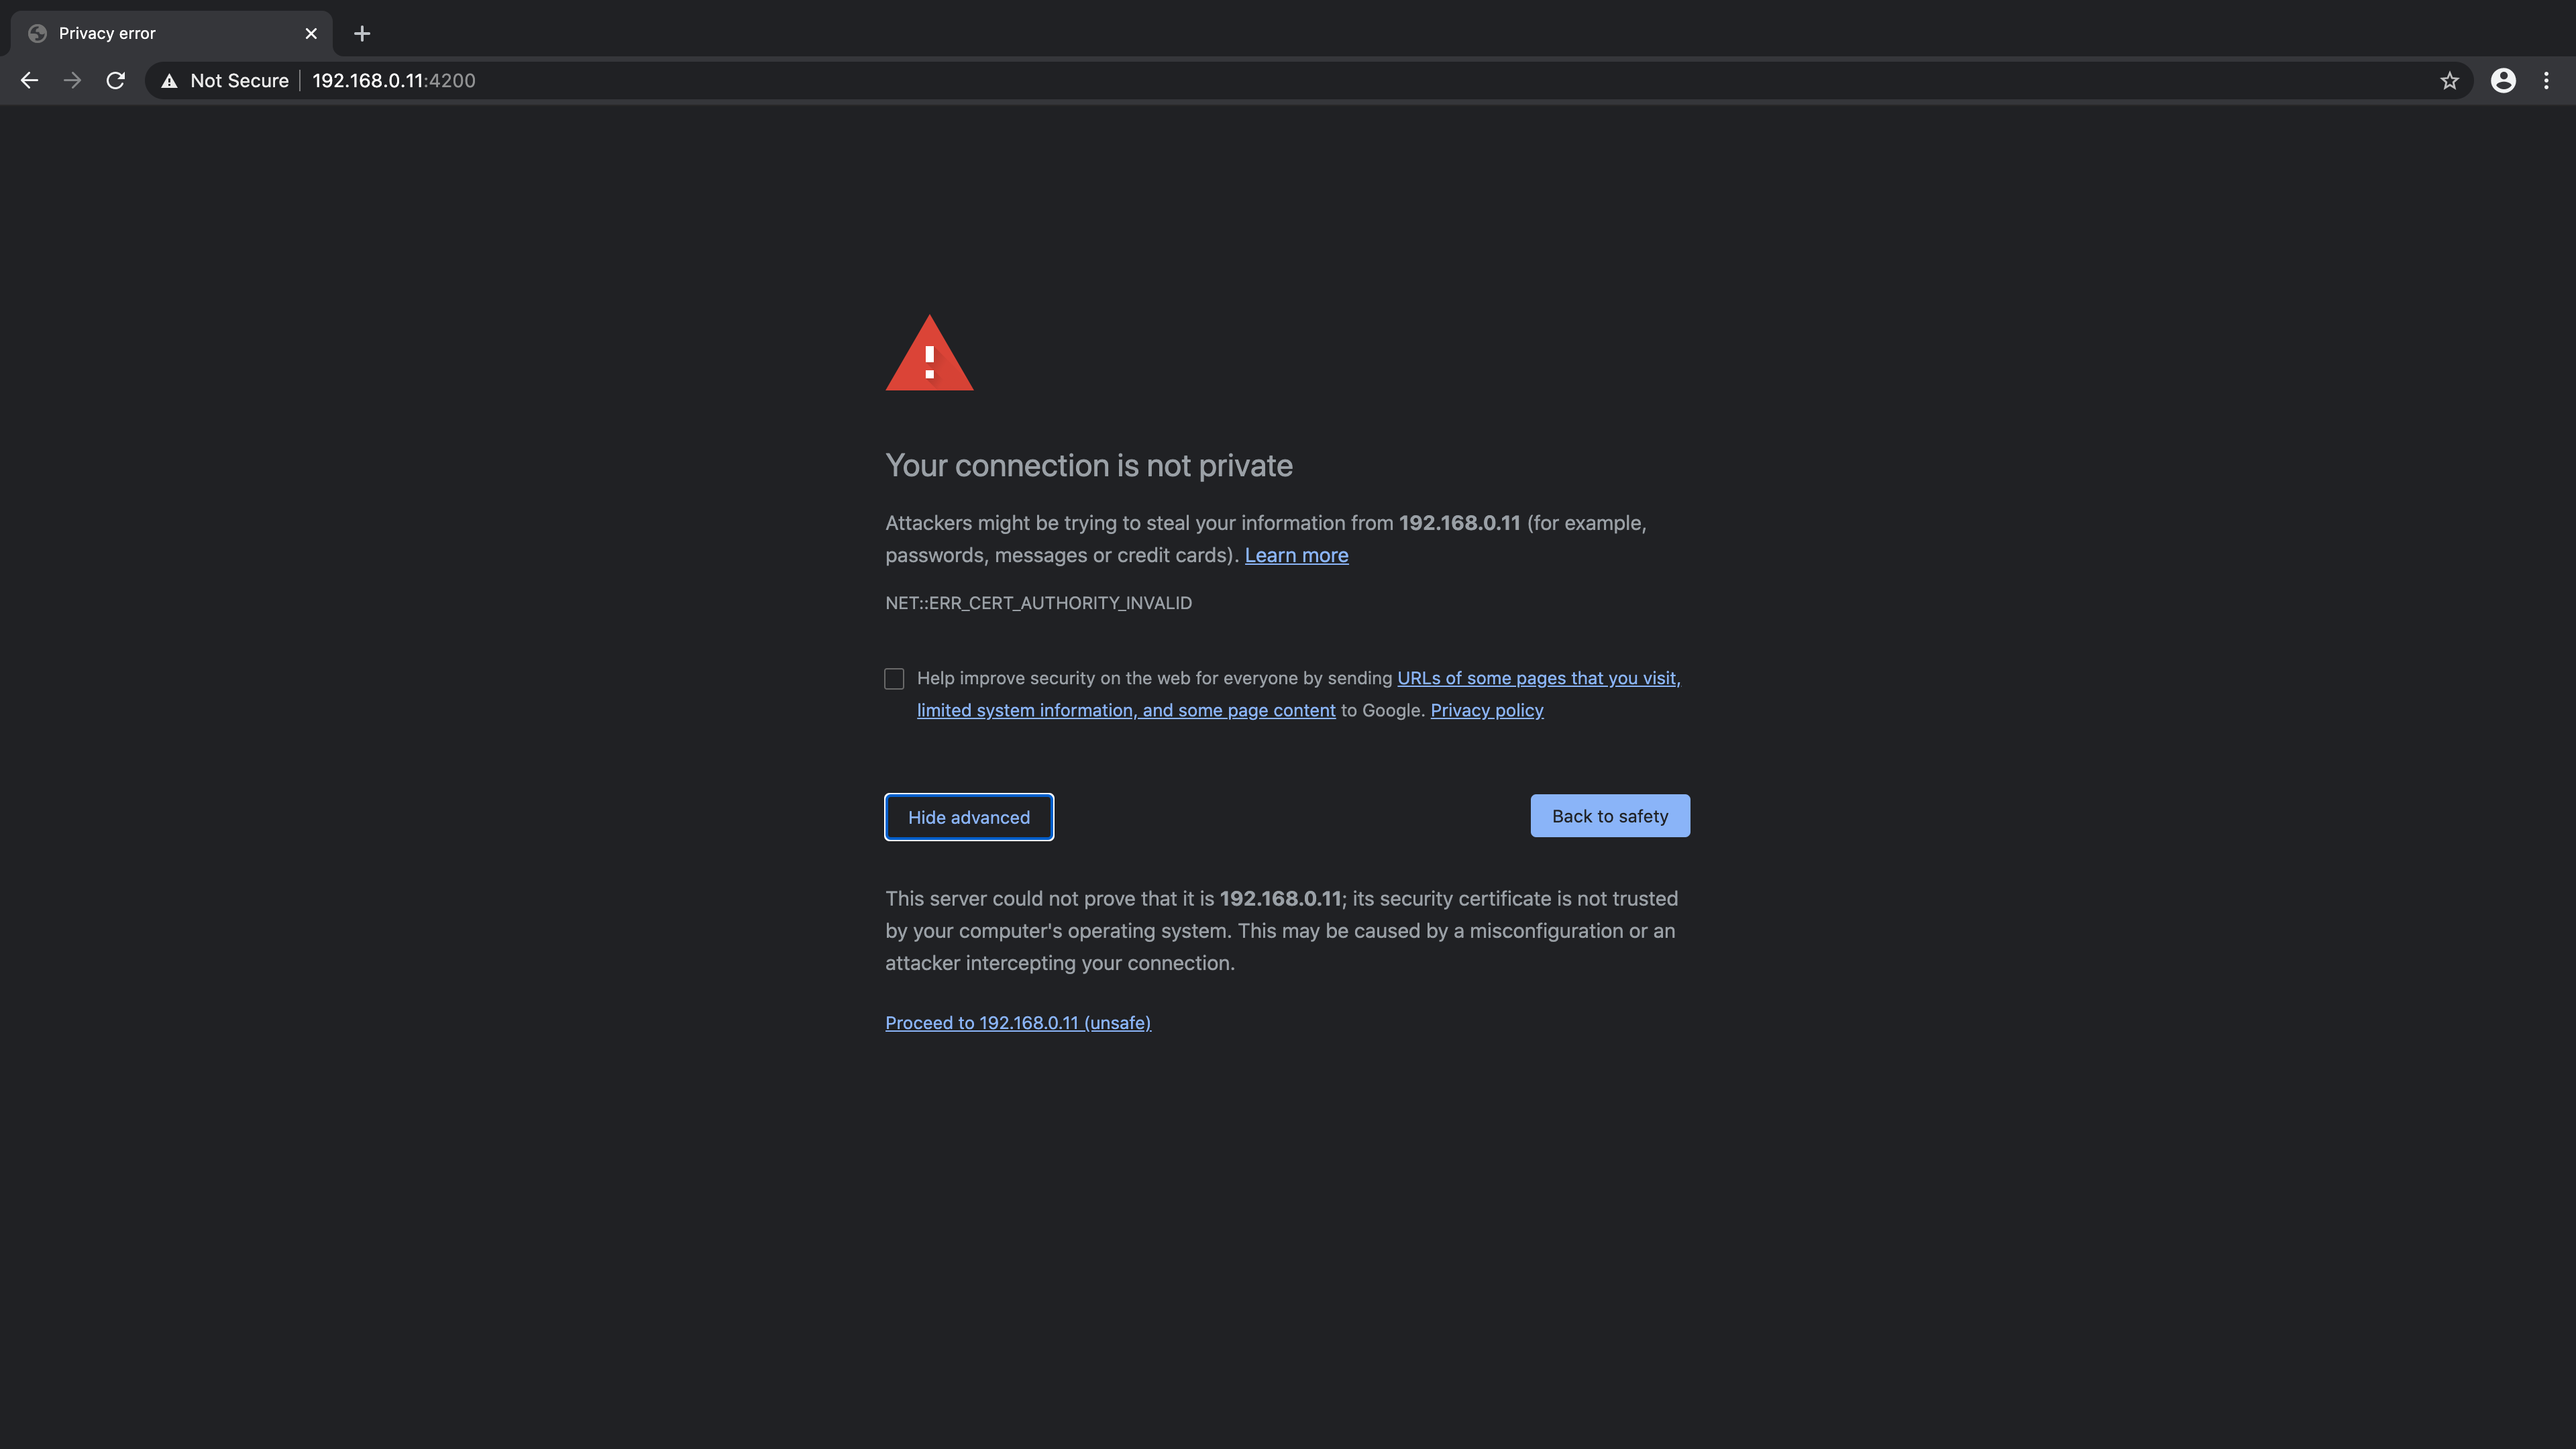 Privacy error
Not Secure
192.168.0.11:4200
Your connection is not private
Attackers might be trying to steal your information from 192.168.0.11 (for example,
passwords, messages or credit cards). Learn more
NET::ERR_CERT_AUTHORITY_INVALID
Help improve security on the web for everyone by sending URLs of some pages that you visit,
limited system information, and some page content to Google. Privacy policy
Hide advanced
Back to safety
This server could not prove that it is 192.168.0.11; its security certificate is not trusted
by your computer's operating system. This may be caused by a misconfiguration or an
attacker intercepting your connection.
Proceed to 192.168.0.11 (unsafe)